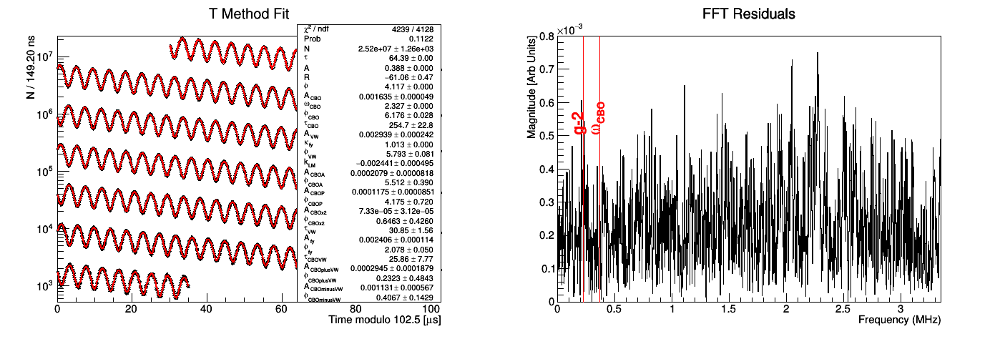 T Method Fit
N / 149.20 ns
10⁷
10⁶
10⁵
10⁴
10³
0 20 40 60 80 100
Time modulo 102.5 [μs]
χ² / ndf 4239 / 4128
Prob 0.1122
N 2.52e+07 ± 1.26e+03
τ 64.39 ± 0.00
A 0.388 ± 0.000
R −61.06 ± 0.47
ϕ 4.117 ± 0.000
A_CBO 0.001635 ± 0.000049
ω_CBO 2.327 ± 0.000
ϕ_CBO 6.176 ± 0.028
τ_CBO 254.7 ± 22.8
A_VW 0.002939 ± 0.000242
κ_fy 1.013 ± 0.000
ϕ_VW 5.793 ± 0.081
k_LM −0.002441 ± 0.000495
A_CBOA 0.0002079 ± 0.0000818
ϕ_CBOA 5.512 ± 0.390
A_CBOP 0.0001175 ± 0.0000851
ϕ_CBOP 4.175 ± 0.720
A_CBOx2 7.33e−05 ± 3.12e−05
ϕ_CBOx2 0.6463 ± 0.4260
τ_VW 30.85 ± 1.56
A_fy 0.002406 ± 0.000114
ϕ_fy 2.078 ± 0.050
τ_CBOVW 25.86 ± 7.77
A_CBOplusVW 0.0002945 ± 0.0001879
ϕ_CBOplusVW 0.2323 ± 0.4843
A_CBOminusVW 0.001131 ± 0.000567
ϕ_CBOminusVW 0.4067 ± 0.1429
FFT Residuals
×10⁻³
Magnitude [Arb Units]
0.8
0.7
0.6
0.5
0.4
0.3
0.2
0.1
0
g-2
ω_CBO
0 0.5 1 1.5 2 2.5 3
Frequency (MHz)